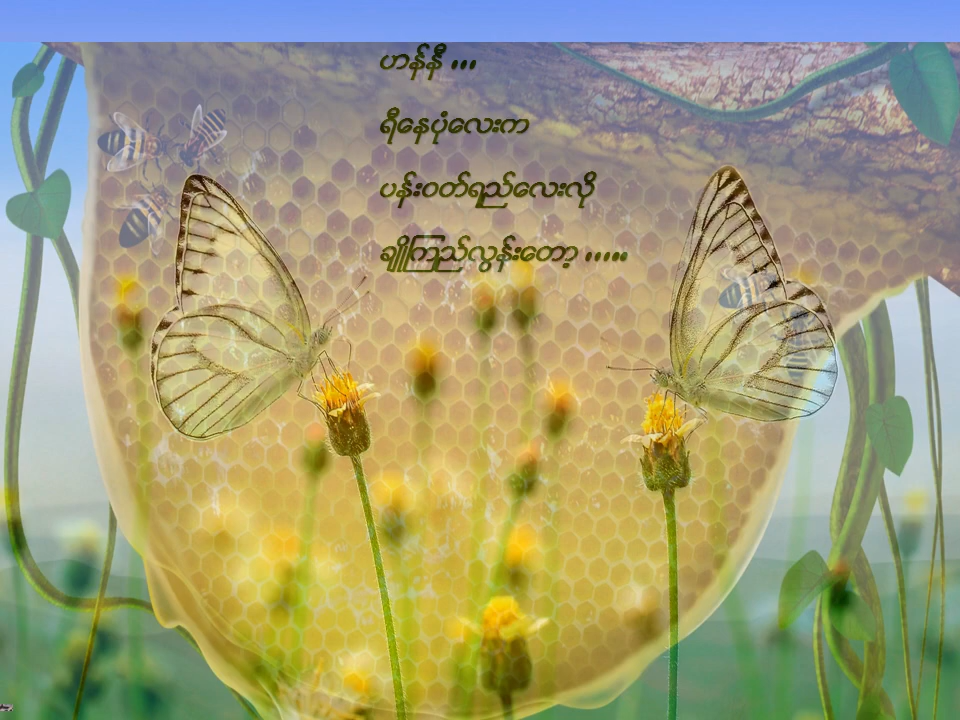 ဟန်နီ ...
ရီနေပုံလေးက
ပန်းဝတ်ရည်လေးလို
ချိုကြည်လွန်းတော့ .....